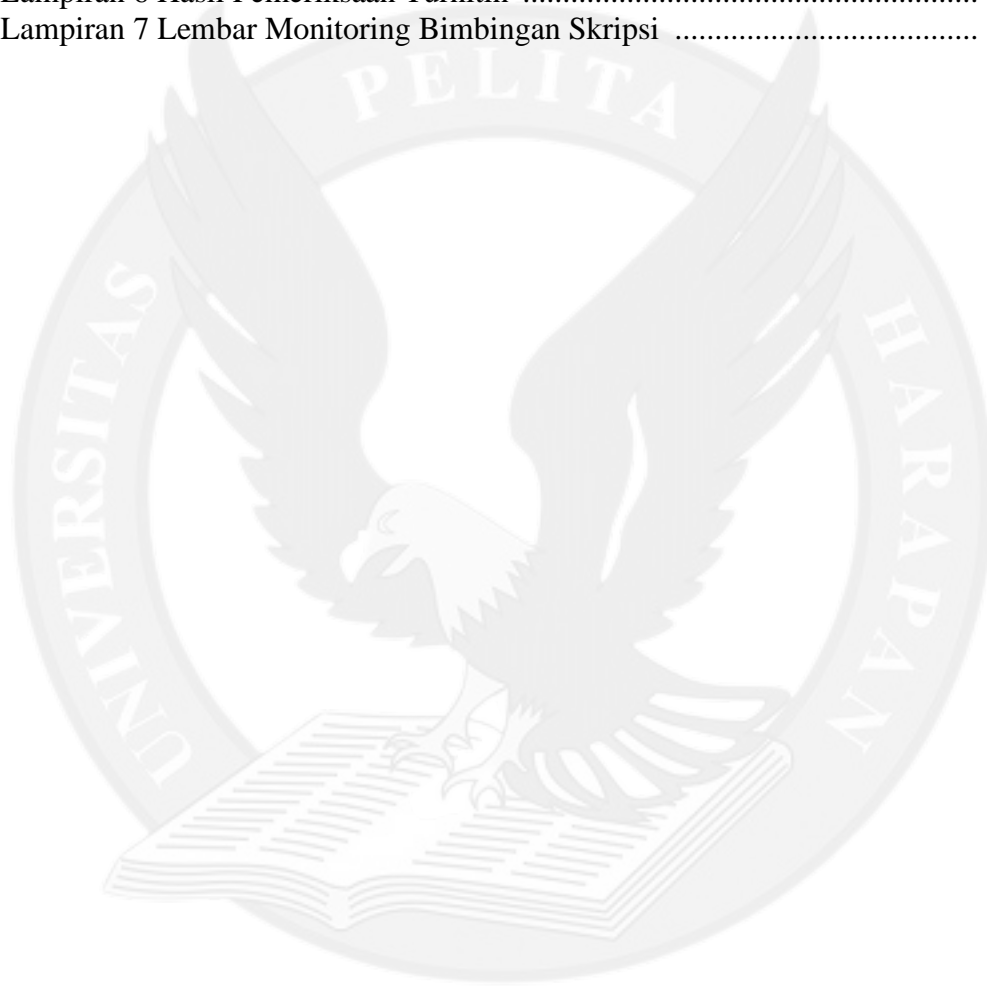 Lampiran 6 Hasil Pemeriksaan Turnitin ..........................................................
Lampiran 7 Lembar Monitoring Bimbingan Skripsi ......................................
UNIVERSITAS PELITA HARAPAN